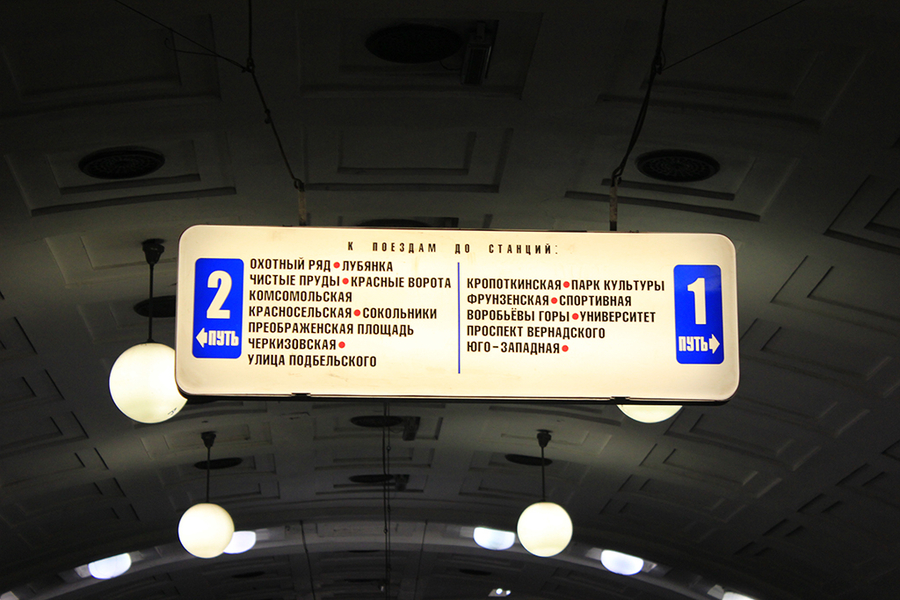 К ПОЕЗДАМ ДО СТАНЦИЙ:
2
ПУТЬ
ОХОТНЫЙ РЯД • ЛУБЯНКА
ЧИСТЫЕ ПРУДЫ • КРАСНЫЕ ВОРОТА
КОМСОМОЛЬСКАЯ
КРАСНОСЕЛЬСКАЯ • СОКОЛЬНИКИ
ПРЕОБРАЖЕНСКАЯ ПЛОЩАДЬ
ЧЕРКИЗОВСКАЯ •
УЛИЦА ПОДБЕЛЬСКОГО
КРОПОТКИНСКАЯ • ПАРК КУЛЬТУРЫ
ФРУНЗЕНСКАЯ • СПОРТИВНАЯ
ВОРОБЬЁВЫ ГОРЫ • УНИВЕРСИТЕТ
ПРОСПЕКТ ВЕРНАДСКОГО
ЮГО-ЗАПАДНАЯ •
1
ПУТЬ